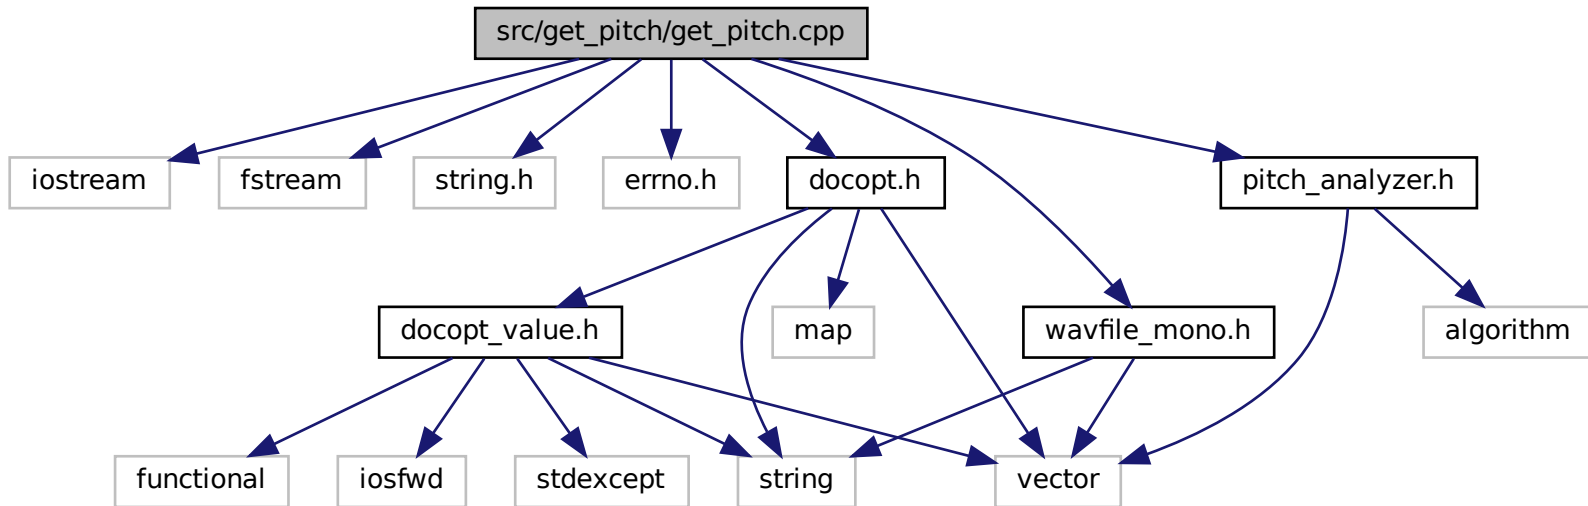 src/get_pitch/get_pitch.cpp
iostream
fstream
string.h
errno.h
docopt.h
pitch_analyzer.h
docopt_value.h
map
wavfile_mono.h
algorithm
functional
iosfwd
stdexcept
string
vector